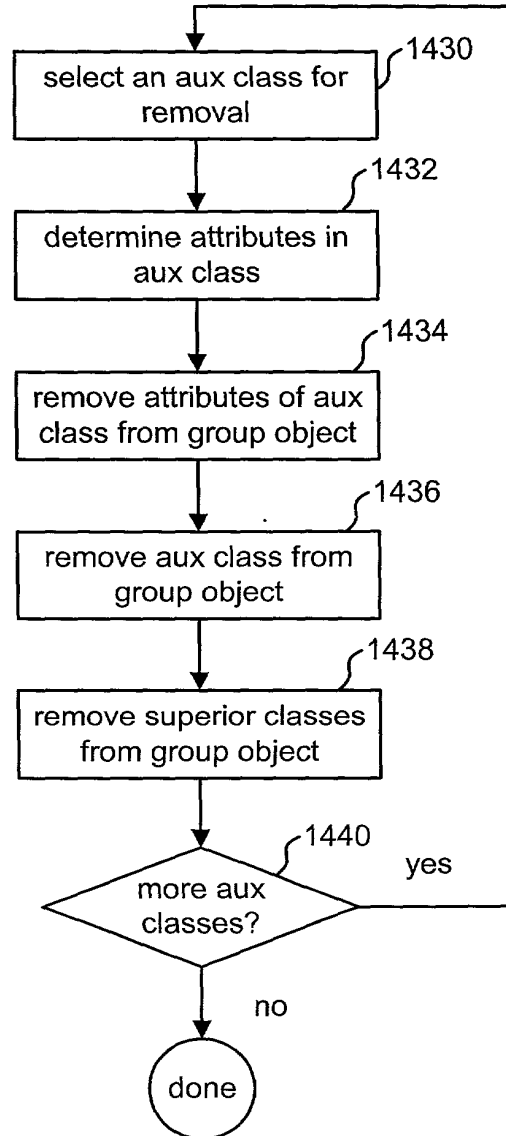 1430
select an aux class for
removal
1432
determine attributes in
aux class
1434
remove attributes of aux
class from group object
1436
remove aux class from
group object
1438
remove superior classes
from group object
1440
more aux
classes?
yes
no
done